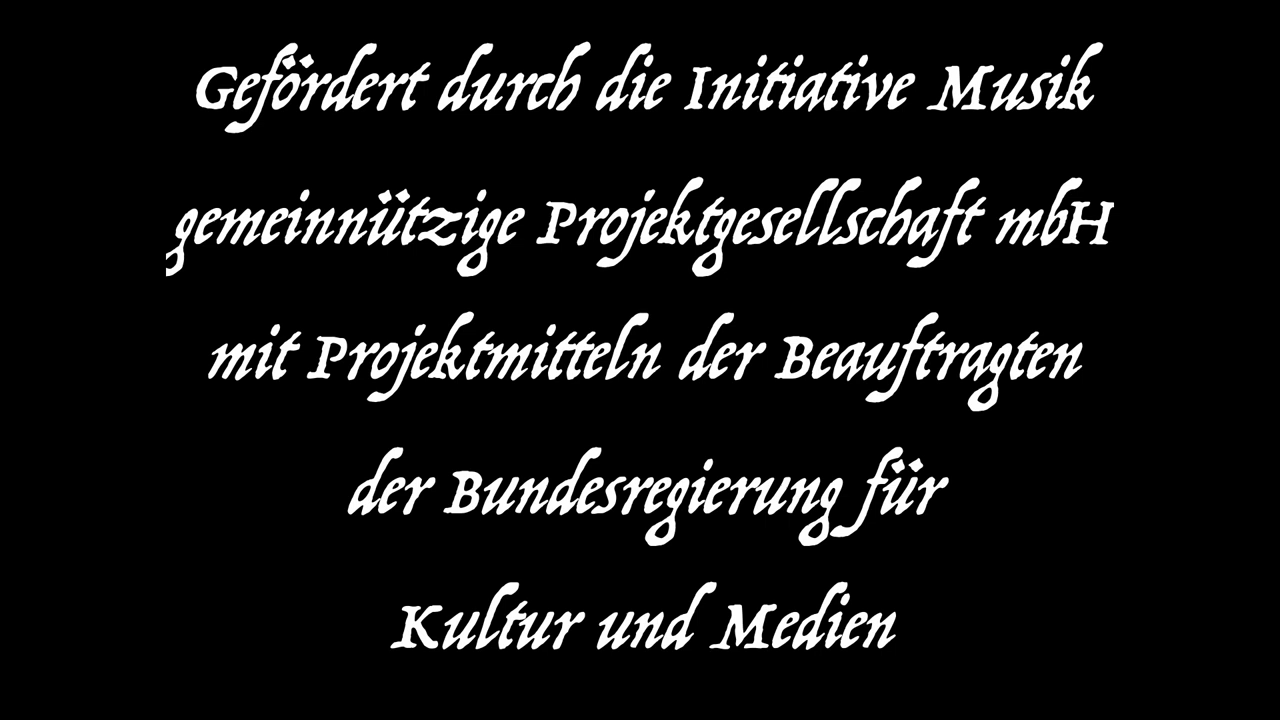 Gefördert durch die Initiative Musik
gemeinnützige Projektgesellschaft mbH
mit Projektmitteln der Beauftragten
der Bundesregierung für
Kultur und Medien